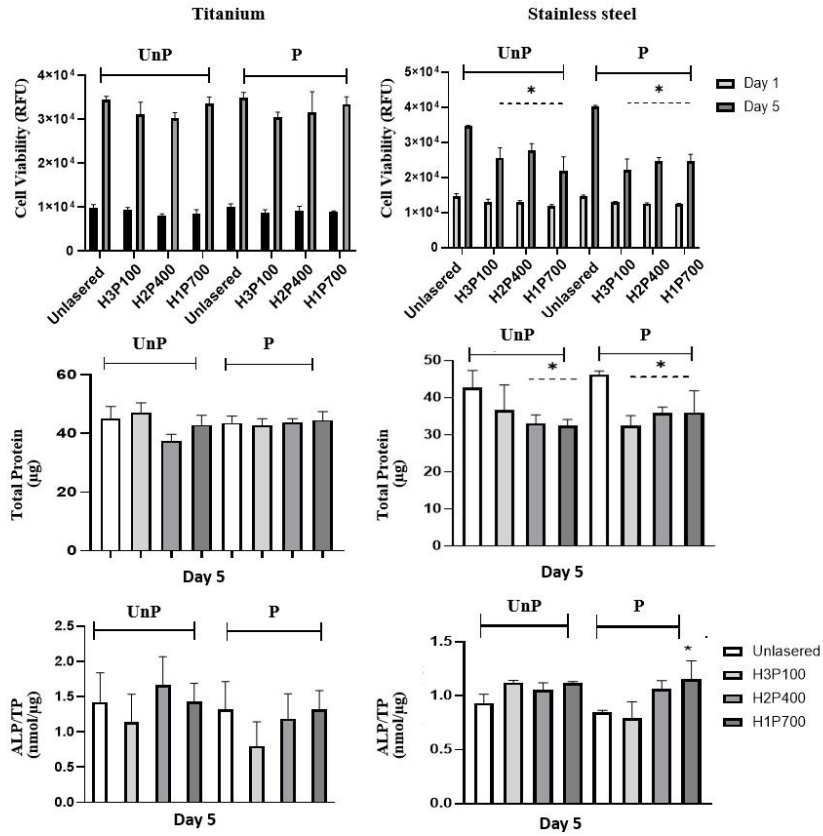 Titanium
Stainless steel
UnP
P
4×10⁴
3×10⁴
2×10⁴
1×10⁴
0
Cell Viability (RFU)
Unlasered
H3P100
H2P400
H1P700
Unlasered
H3P100
H2P400
H1P700
UnP
P
*
*
5×10⁴
4×10⁴
3×10⁴
2×10⁴
1×10⁴
0
Cell Viability (RFU)
Unlasered
H3P100
H2P400
H1P700
Unlasered
H3P100
H2P400
H1P700
Day 1
Day 5
UnP
P
60
40
20
0
Total Protein
(µg)
Day 5
UnP
P
*
*
50
40
30
20
10
0
Total Protein
(µg)
Day 5
UnP
P
2.5
2.0
1.5
1.0
0.5
0.0
ALP/TP
(nmol/µg)
Day 5
UnP
P
*
1.5
1.0
0.5
0.0
ALP/TP
(nmol/µg)
Day 5
Unlasered
H3P100
H2P400
H1P700